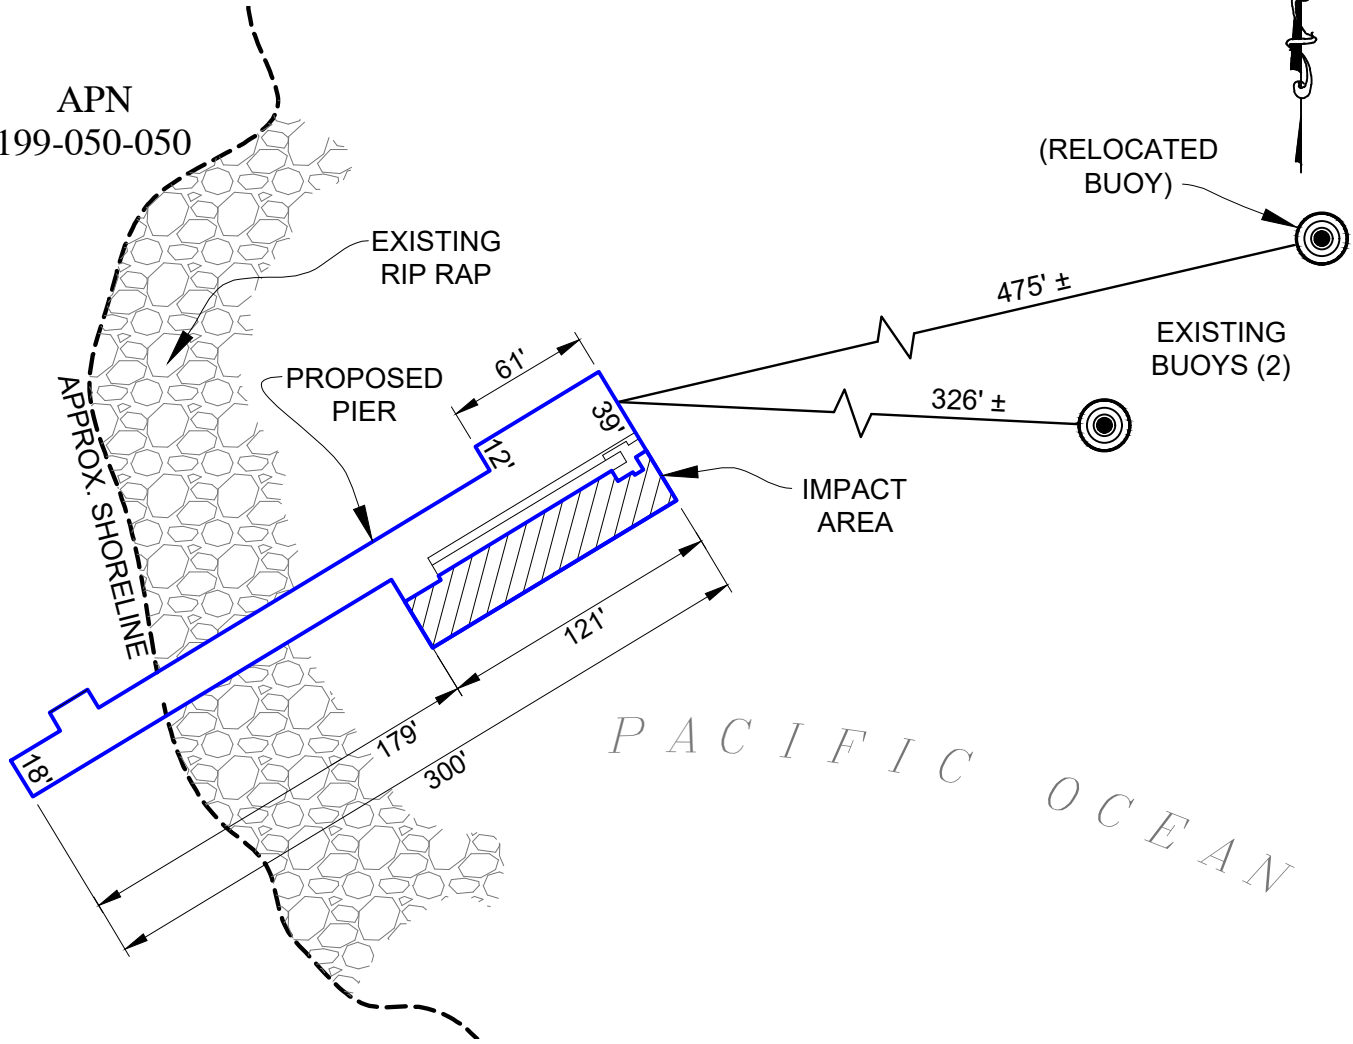 APN
199-050-050
(RELOCATED
BUOY)
EXISTING
RIP RAP
475' ±
EXISTING
BUOYS (2)
61'
PROPOSED
PIER
326' ±
39'
12'
APPROX. SHORELINE
IMPACT
AREA
121'
179'
300'
18'
PACIFIC OCEAN